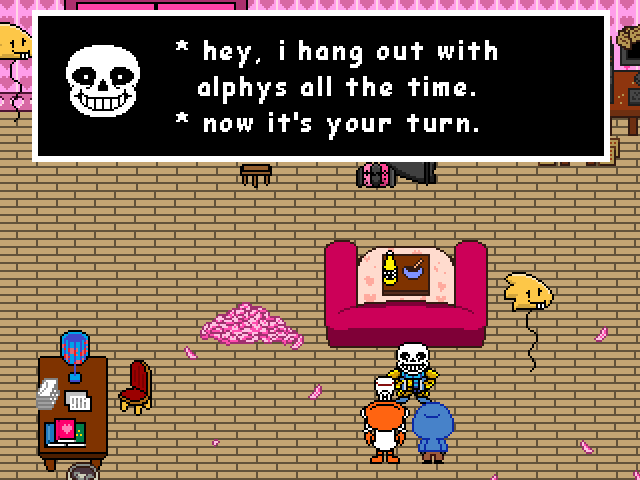 * hey, i hang out with
alphys all the time.
* now it's your turn.